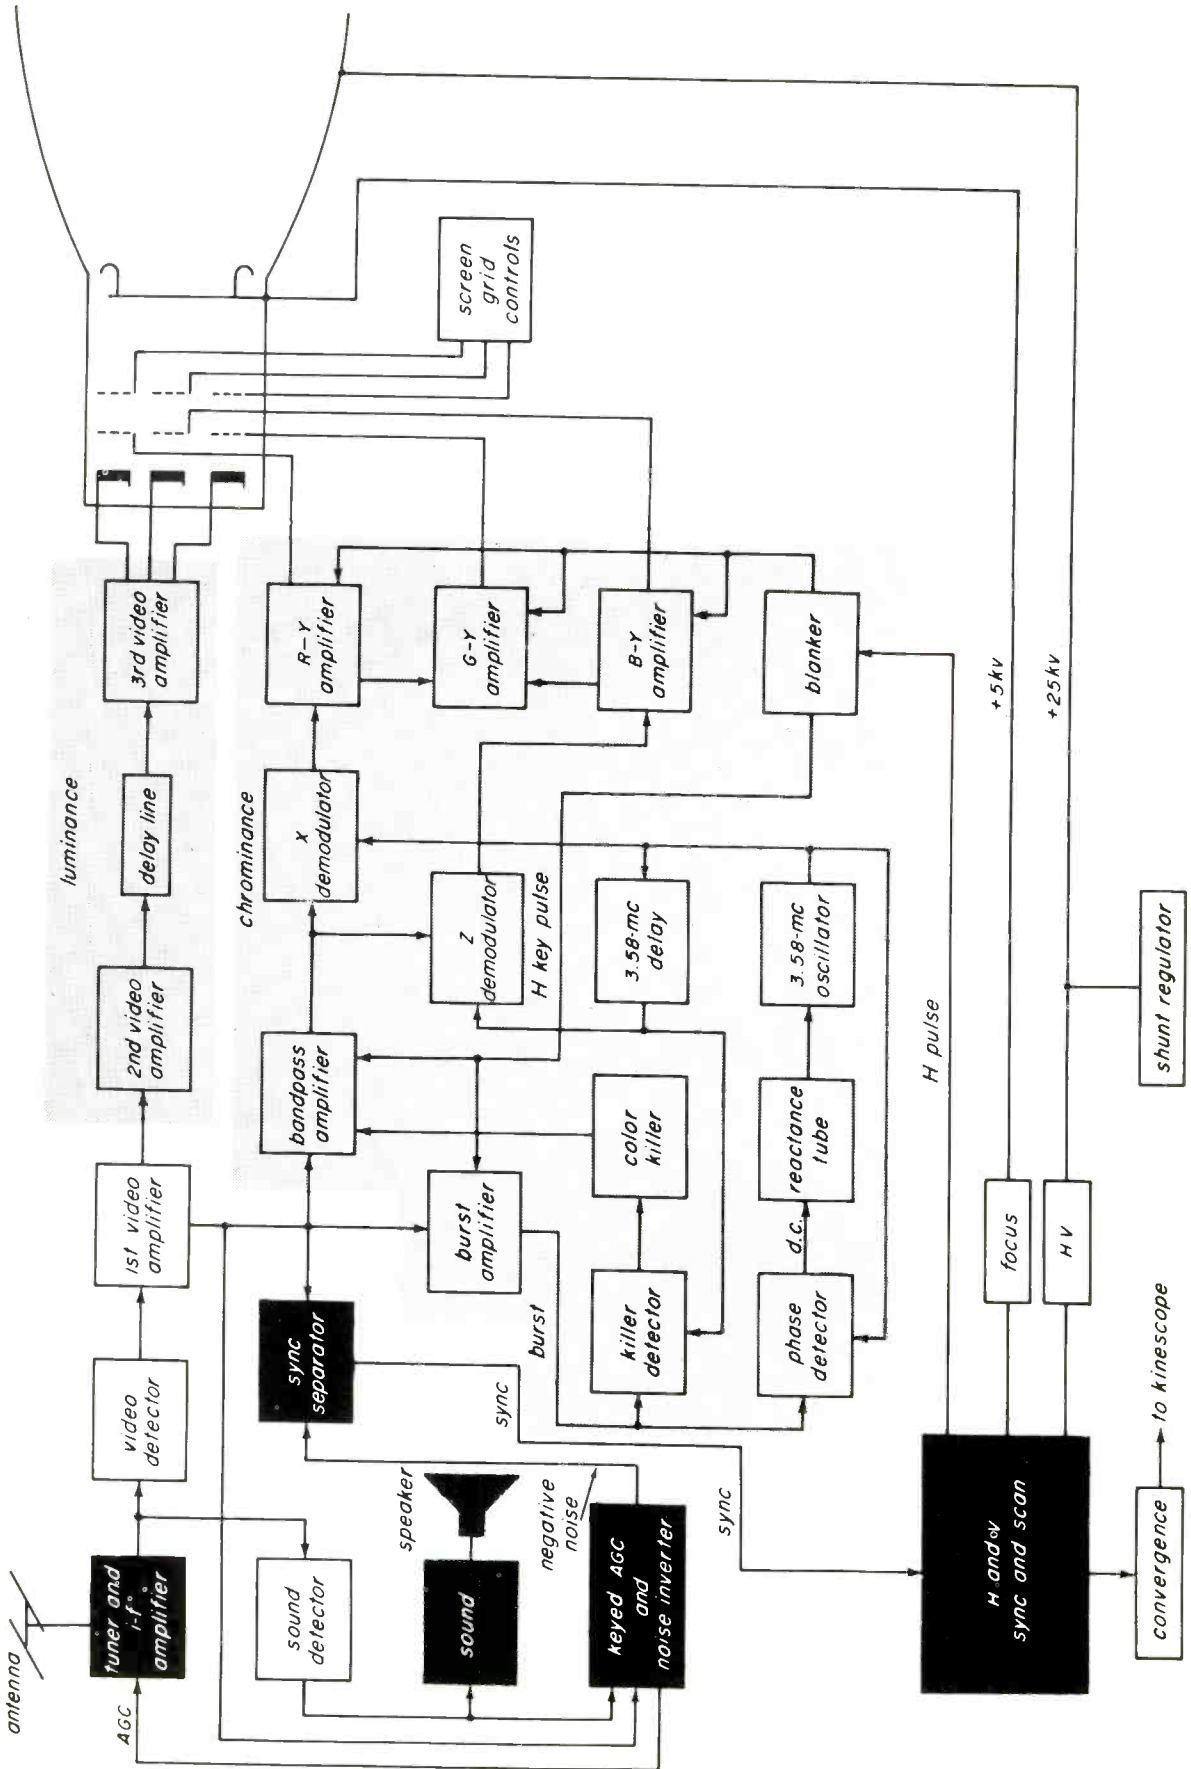 antenna
AGC
tuner and
i-f
amplifier
video
detector
1st video
amplifier
2nd video
amplifier
delay line
3rd video
amplifier
luminance
chrominance
sound
detector
sync
separator
bandpass
amplifier
X
demodulator
R-Y
amplifier
speaker
sound
burst
amplifier
Z
demodulator
G-Y
amplifier
screen
grid
controls
sync
burst
H key pulse
negative
noise
keyed AGC
and
noise inverter
killer
detector
color
killer
3.58-mc
delay
B-Y
amplifier
sync
phase
detector
d.c.
reactance
tube
3.58-mc
oscillator
blanker
H pulse
H and V
sync and scan
focus
+5kv
HV
+25kv
convergence
to kinescope
shunt regulator